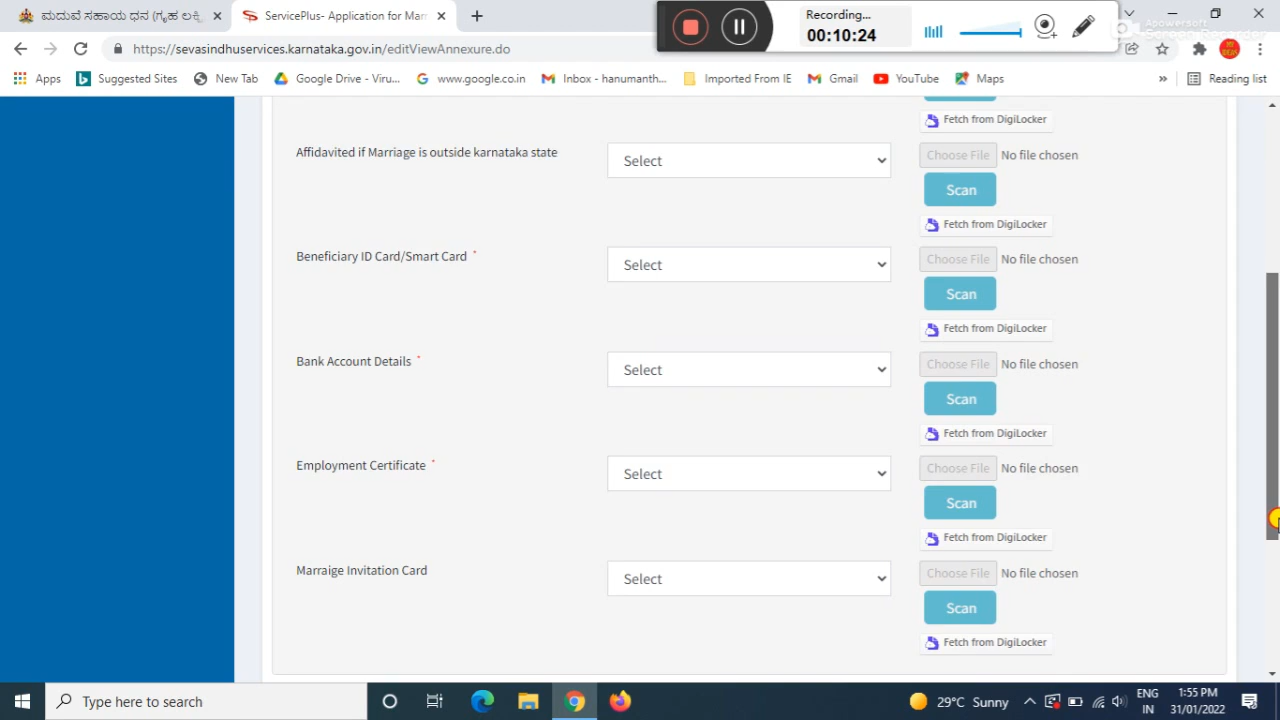 ಮದುವೆ ಸಹಾಯ ಧನ (ಗೃಹ ಲಕ್ಷ್ಮಿ
ServicePlus- Application for Marr
Recording...
00:10:24
Apowersoft
Screen Recorder
https://sevasindhuservices.karnataka.gov.in/editViewAnnexure.do
Apps Suggested Sites New Tab Google Drive - Viru... www.google.co.in Inbox - hanumanth... Imported From IE Gmail YouTube Maps » Reading list
Fetch from DigiLocker
Affidavited if Marriage is outside karnataka state Select Choose File No file chosen
Scan
Fetch from DigiLocker
Beneficiary ID Card/Smart Card * Select Choose File No file chosen
Scan
Fetch from DigiLocker
Bank Account Details * Select Choose File No file chosen
Scan
Fetch from DigiLocker
Employment Certificate * Select Choose File No file chosen
Scan
Fetch from DigiLocker
Marraige Invitation Card Select Choose File No file chosen
Scan
Fetch from DigiLocker
Type here to search
29°C Sunny
ENG
IN
1:55 PM
31/01/2022